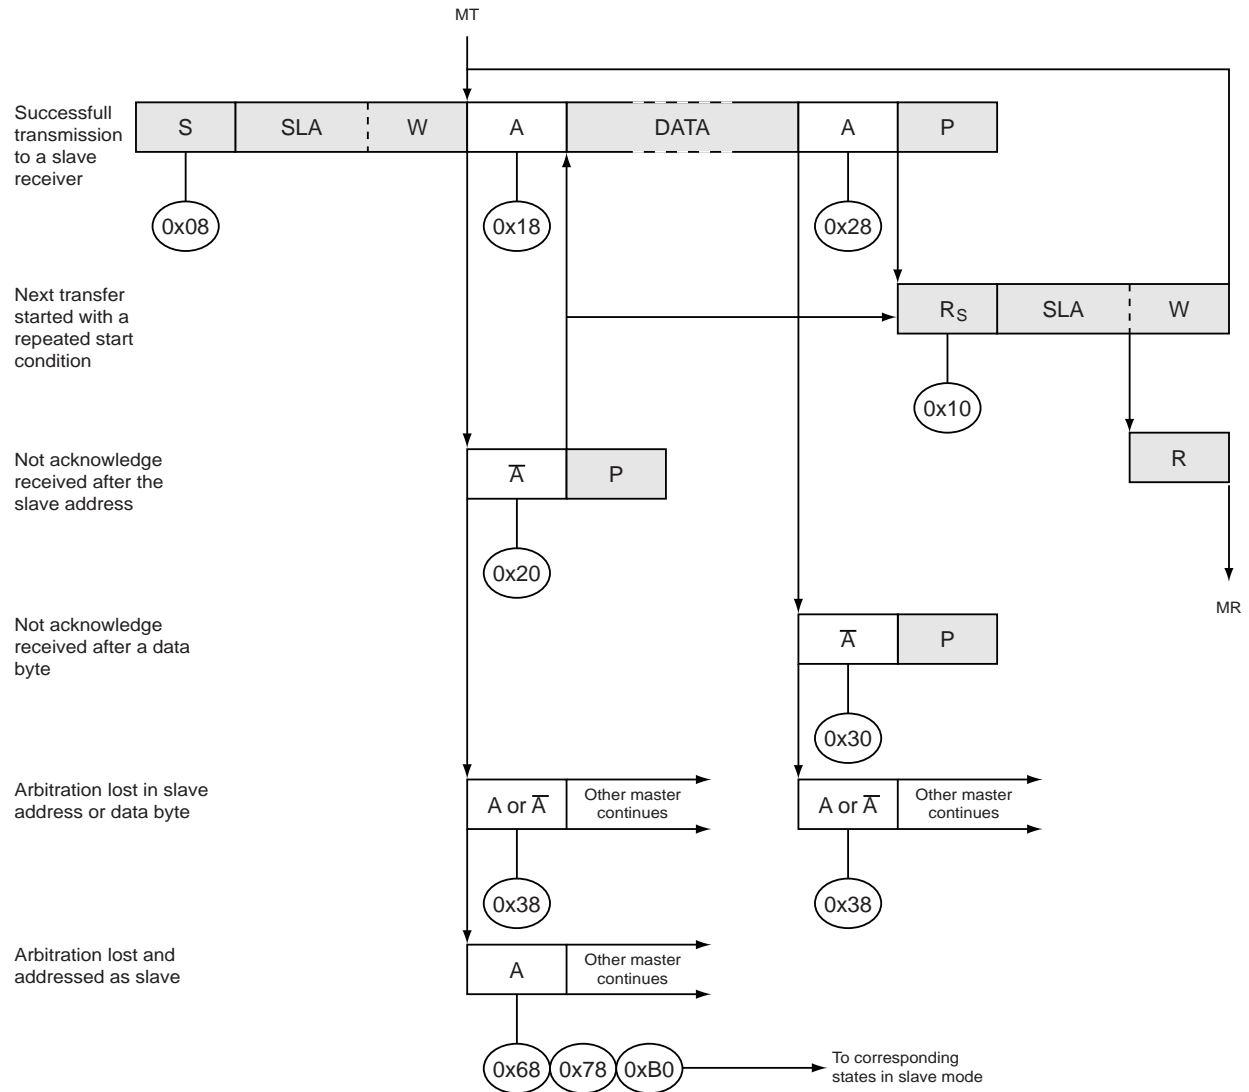 MT
Successfull
transmission
to a slave
receiver
S SLA W A DATA A P
0x08 0x18 0x28
Next transfer
started with a
repeated start
condition
RS SLA W
0x10
Not acknowledge
received after the
slave address
A̅ P
R
0x20
MR
Not acknowledge
received after a data
byte
A̅ P
0x30
Arbitration lost in slave
address or data byte
A or A̅
Other master
continues
A or A̅
Other master
continues
0x38 0x38
Arbitration lost and
addressed as slave
A
Other master
continues
0x68 0x78 0xB0
To corresponding
states in slave mode